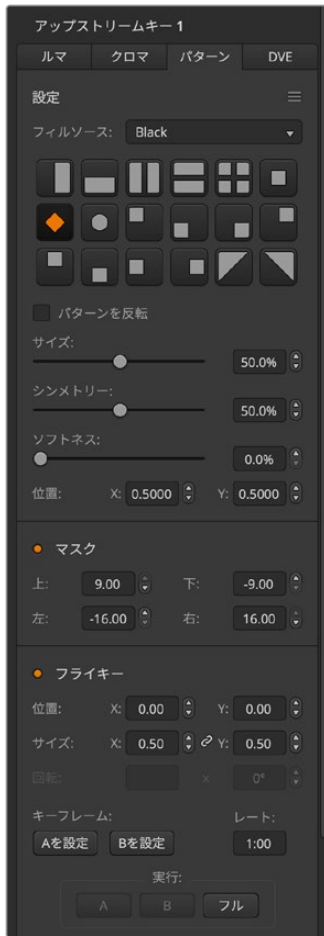 アップストリームキー 1
ルマ クロマ パターン DVE
設定
フィルソース: Black
パターンを反転
サイズ:
50.0%
シンメトリー:
50.0%
ソフトネス:
0.0%
位置: X: 0.5000 Y: 0.5000
マスク
上: 9.00 下: -9.00
左: -16.00 右: 16.00
フライキー
位置: X: 0.00 Y: 0.00
サイズ: X: 0.50 Y: 0.50
回転: x 0°
キーフレーム: レート:
Aを設定 Bを設定 1:00
実行:
A B フル